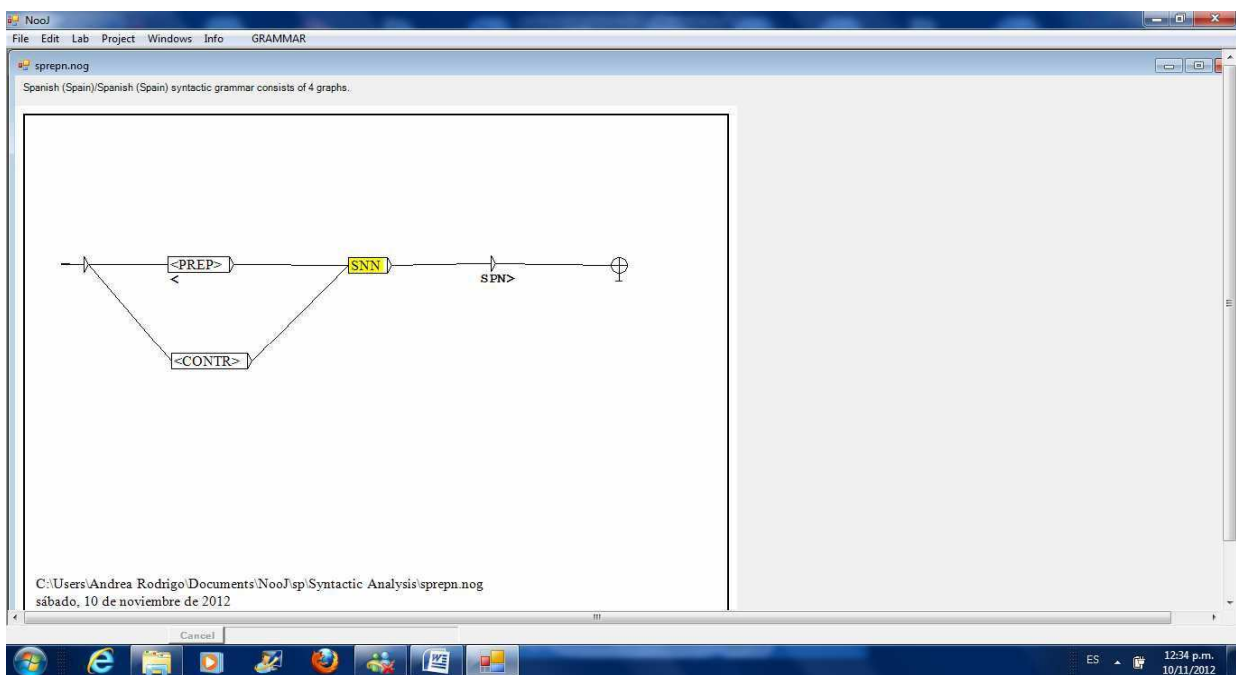 NooJ
File Edit Lab Project Windows Info GRAMMAR
sprepn.nog
Spanish (Spain)/Spanish (Spain) syntactic grammar consists of 4 graphs.
<PREP> SNN
< SPN>
<CONTR>
C:\Users\Andrea Rodrigo\Documents\NooJ\sp\Syntactic Analysis\sprepn.nog
sábado, 10 de noviembre de 2012
Cancel
ES 12:34 p.m.
10/11/2012